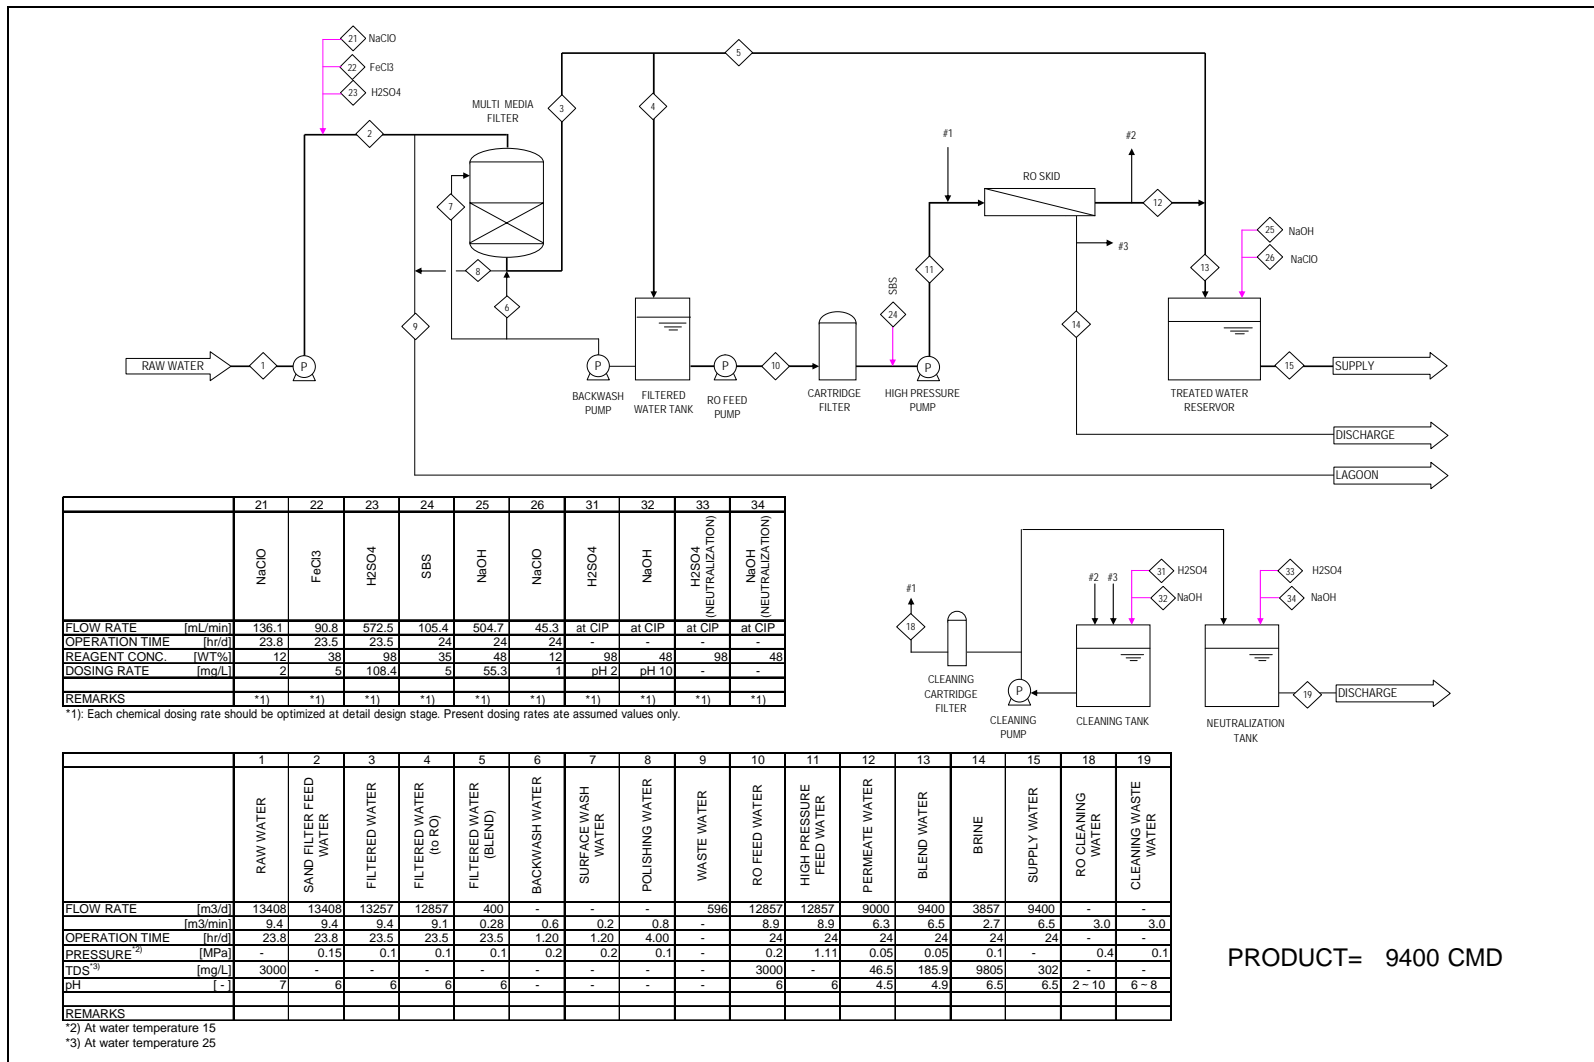 21 NaClO
22 FeCl3
23 H2SO4
MULTI MEDIA
FILTER
2
3
4
5
7
8
6
9
1
RAW WATER
P
P
BACKWASH
PUMP
FILTERED
WATER TANK
P
RO FEED
PUMP
10
CARTRIDGE
FILTER
SBS
24
P
HIGH PRESSURE
PUMP
11
#1
RO SKID
#2
12
#3
14
13
25 NaOH
26 NaClO
TREATED WATER
RESERVOR
15
SUPPLY
DISCHARGE
LAGOON
21 22 23 24 25 26 31 32 33 34
NaClO FeCl3 H2SO4 SBS NaOH NaClO H2SO4 NaOH H2SO4 (NEUTRALIZATION) NaOH (NEUTRALIZATION)
FLOW RATE [mL/min] 136.1 90.8 572.5 105.4 504.7 45.3 at CIP at CIP at CIP at CIP
OPERATION TIME [hr/d] 23.8 23.5 23.5 24 24 24 - - - -
REAGENT CONC. [WT%] 12 38 98 35 48 12 98 48 98 48
DOSING RATE [mg/L] 2 5 108.4 5 55.3 1 pH 2 pH 10 - -
REMARKS *1) *1) *1) *1) *1) *1) *1) *1) *1) *1)
*1): Each chemical dosing rate should be optimized at detail design stage. Present dosing rates ate assumed values only.
#1
18
CLEANING
CARTRIDGE
FILTER
P
CLEANING
PUMP
#2 #3
31 H2SO4
32 NaOH
CLEANING TANK
33 H2SO4
34 NaOH
NEUTRALIZATION
TANK
19
DISCHARGE
1 2 3 4 5 6 7 8 9 10 11 12 13 14 15 18 19
RAW WATER SAND FILTER FEED WATER FILTERED WATER FILTERED WATER (to RO) FILTERED WATER (BLEND) BACKWASH WATER SURFACE WASH WATER POLISHING WATER WASTE WATER RO FEED WATER HIGH PRESSURE FEED WATER PERMEATE WATER BLEND WATER BRINE SUPPLY WATER RO CLEANING WATER CLEANING WASTE WATER
FLOW RATE [m3/d] 13408 13408 13257 12857 400 - - - 596 12857 12857 9000 9400 3857 9400 - -
[m3/min] 9.4 9.4 9.4 9.1 0.28 0.6 0.2 0.8 - 8.9 8.9 6.3 6.5 2.7 6.5 3.0 3.0
OPERATION TIME [hr/d] 23.8 23.8 23.5 23.5 23.5 1.20 1.20 4.00 - 24 24 24 24 24 24 - -
PRESSURE*2) [MPa] - 0.15 0.1 0.1 0.1 0.2 0.2 0.1 - 0.2 1.11 0.05 0.05 0.1 - 0.4 0.1
TDS*3) [mg/L] 3000 - - - - - - - - 3000 - 46.5 185.9 9805 302 - -
pH [ - ] 7 6 6 6 6 - - - - 6 6 4.5 4.9 6.5 6.5 2 ~ 10 6 ~ 8
REMARKS
*2) At water temperature 15
*3) At water temperature 25
PRODUCT= 9400 CMD